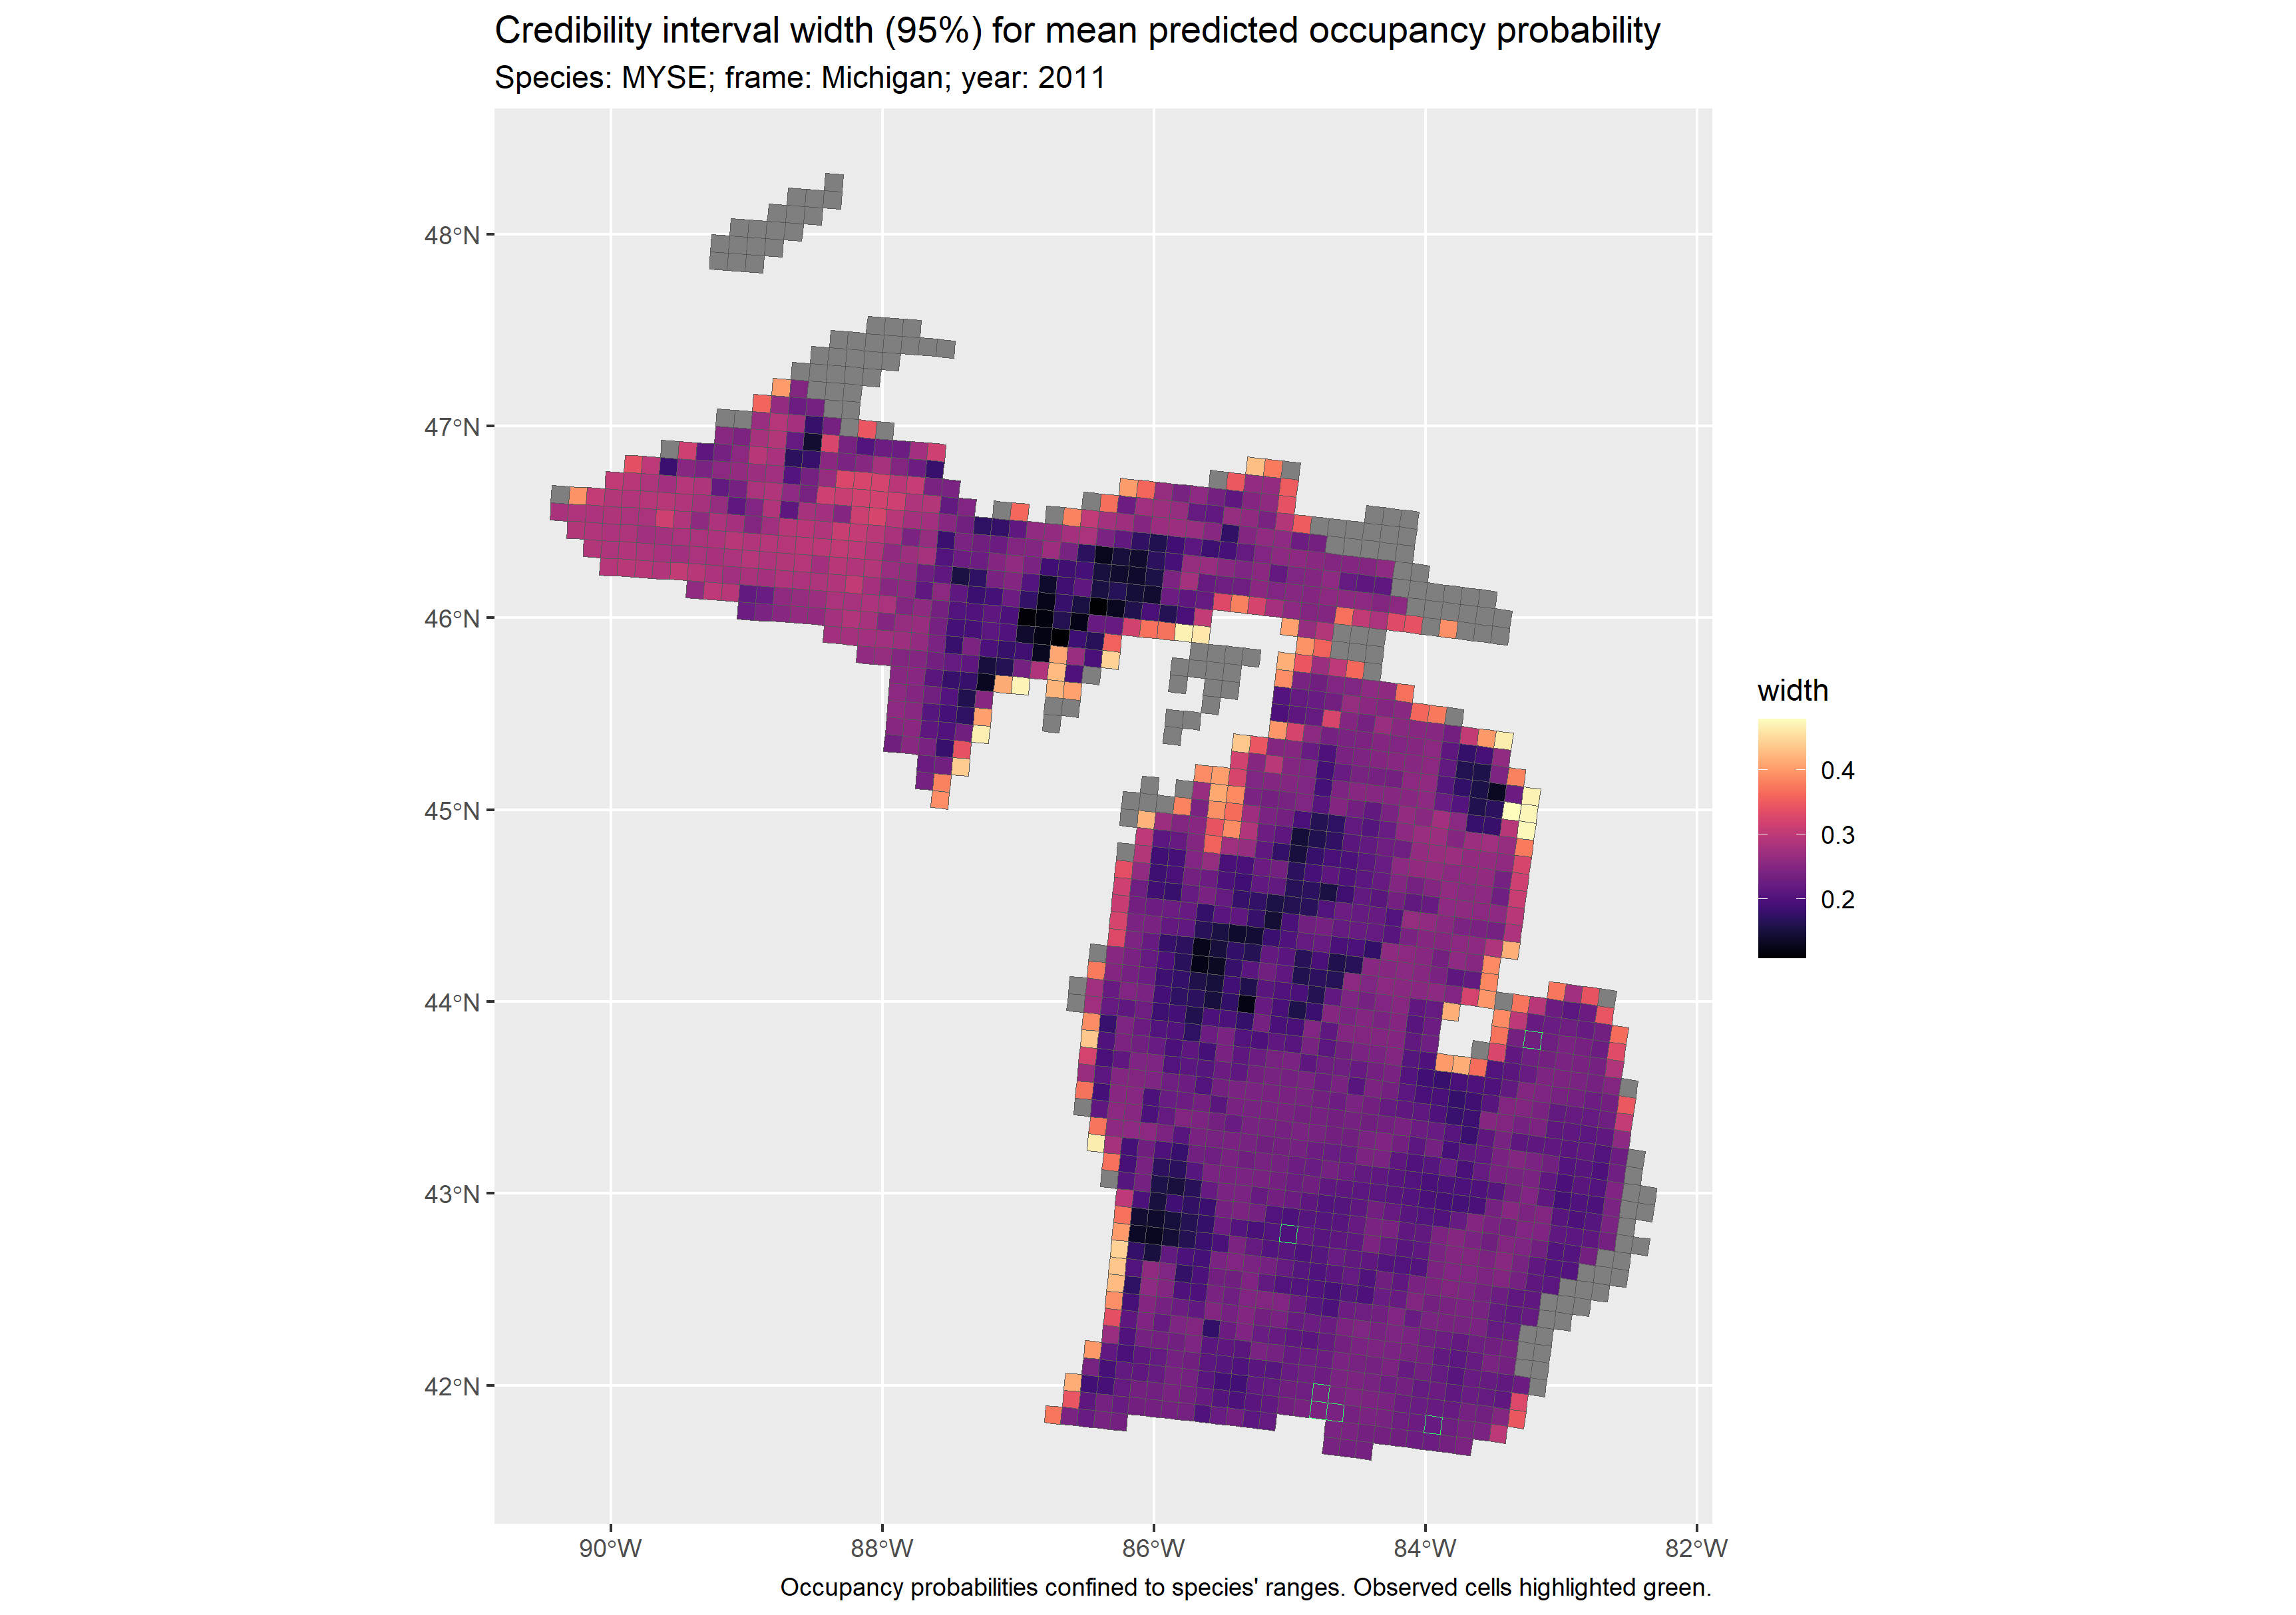 Credibility interval width (95%) for mean predicted occupancy probability
Species: MYSE; frame: Michigan; year: 2011
48°N
47°N
46°N
45°N
44°N
43°N
42°N
90°W
88°W
86°W
84°W
82°W
width
0.4
0.3
0.2
Occupancy probabilities confined to species' ranges. Observed cells highlighted green.